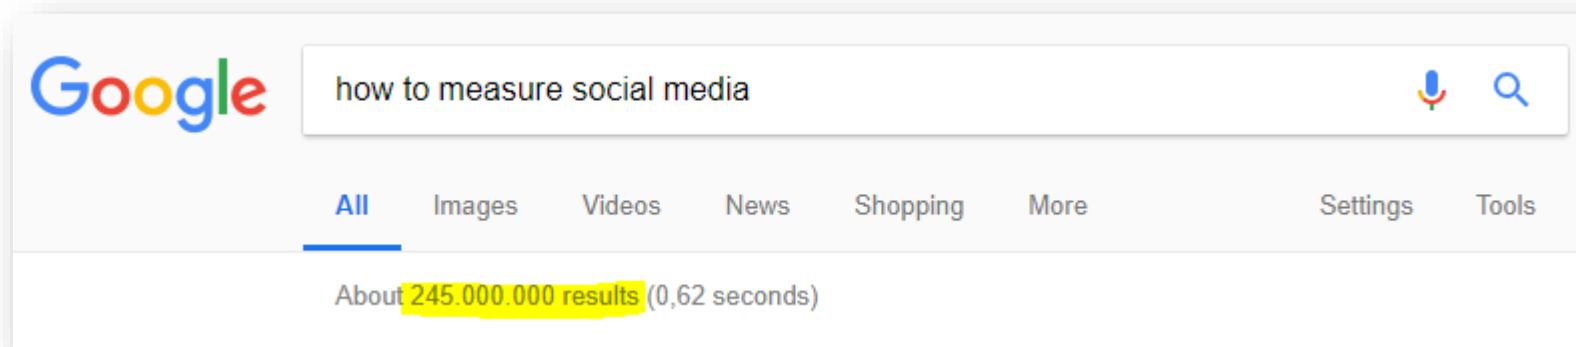 Google
how to measure social media
All Images Videos News Shopping More Settings Tools
About 245.000.000 results (0,62 seconds)